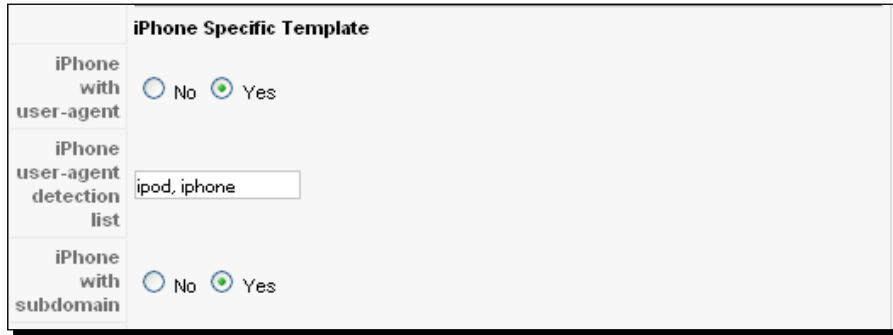 iPhone Specific Template
iPhone
with
user-agent
No Yes
iPhone
user-agent
detection
list
ipod, iphone
iPhone
with
subdomain
No Yes